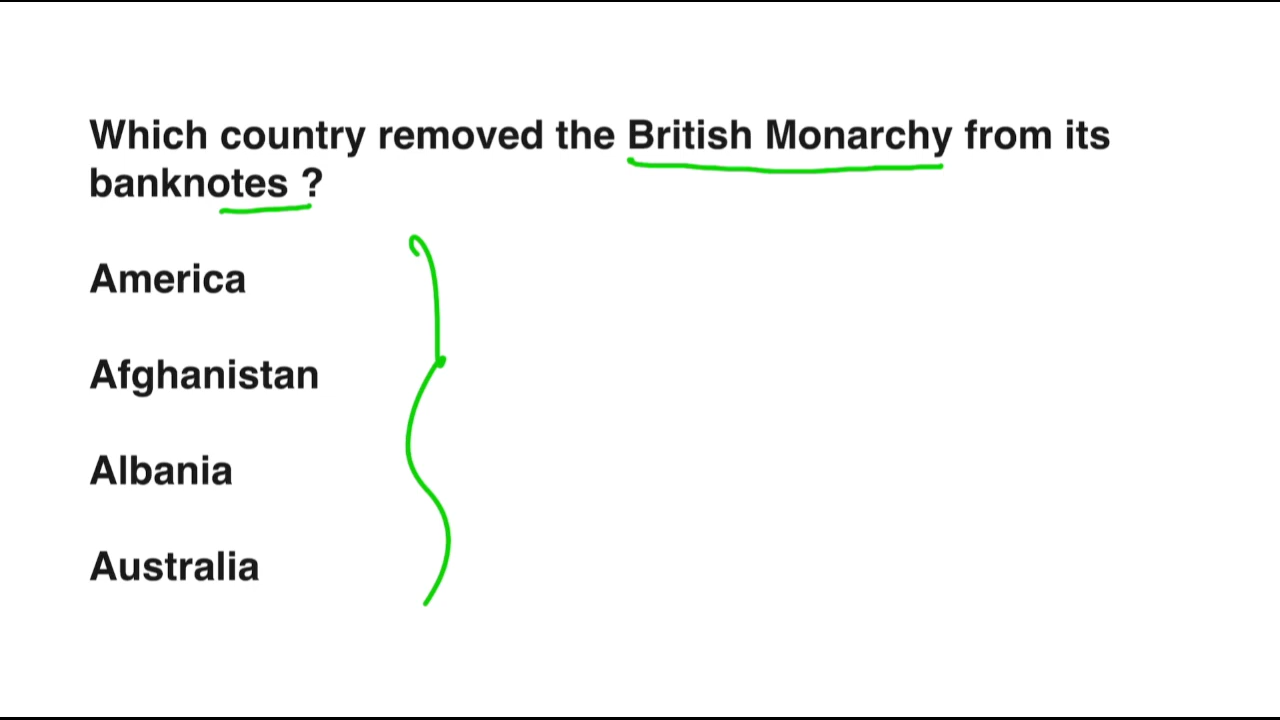 Which country removed the British Monarchy from its
banknotes ?
America
Afghanistan
Albania
Australia